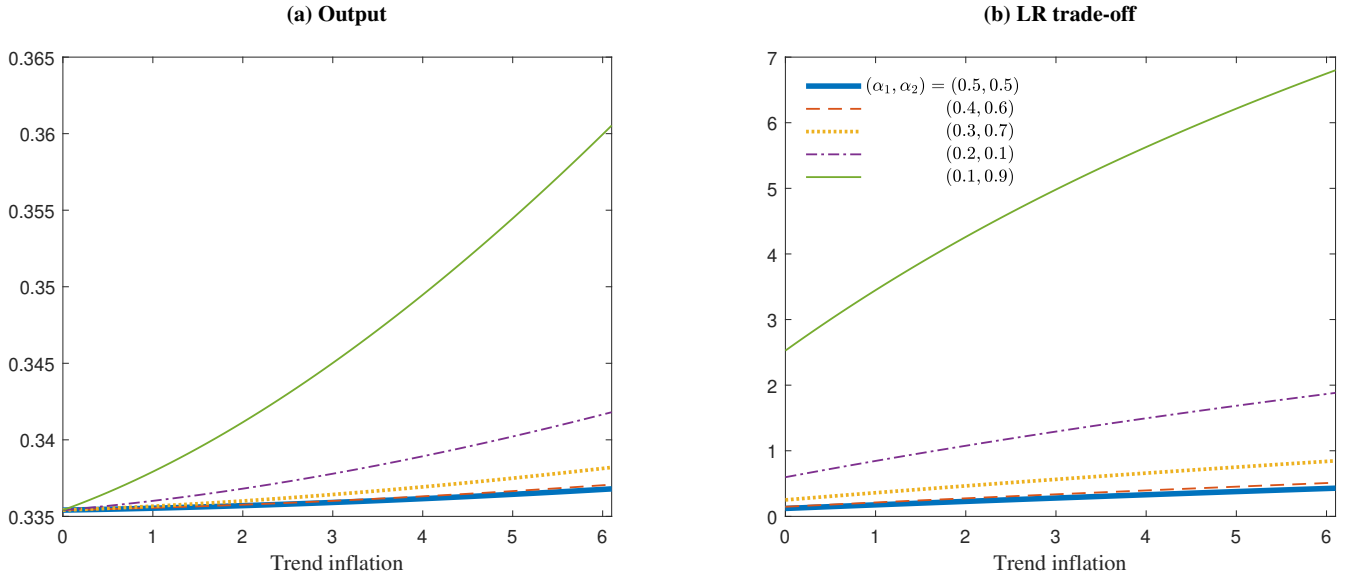 (a) Output
0.365
0.36
0.355
0.35
0.345
0.34
0.335
0 1 2 3 4 5 6
Trend inflation
(b) LR trade-off
7
6
5
4
3
2
1
0
(α₁, α₂) = (0.5, 0.5)
(0.4, 0.6)
(0.3, 0.7)
(0.2, 0.1)
(0.1, 0.9)
0 1 2 3 4 5 6
Trend inflation